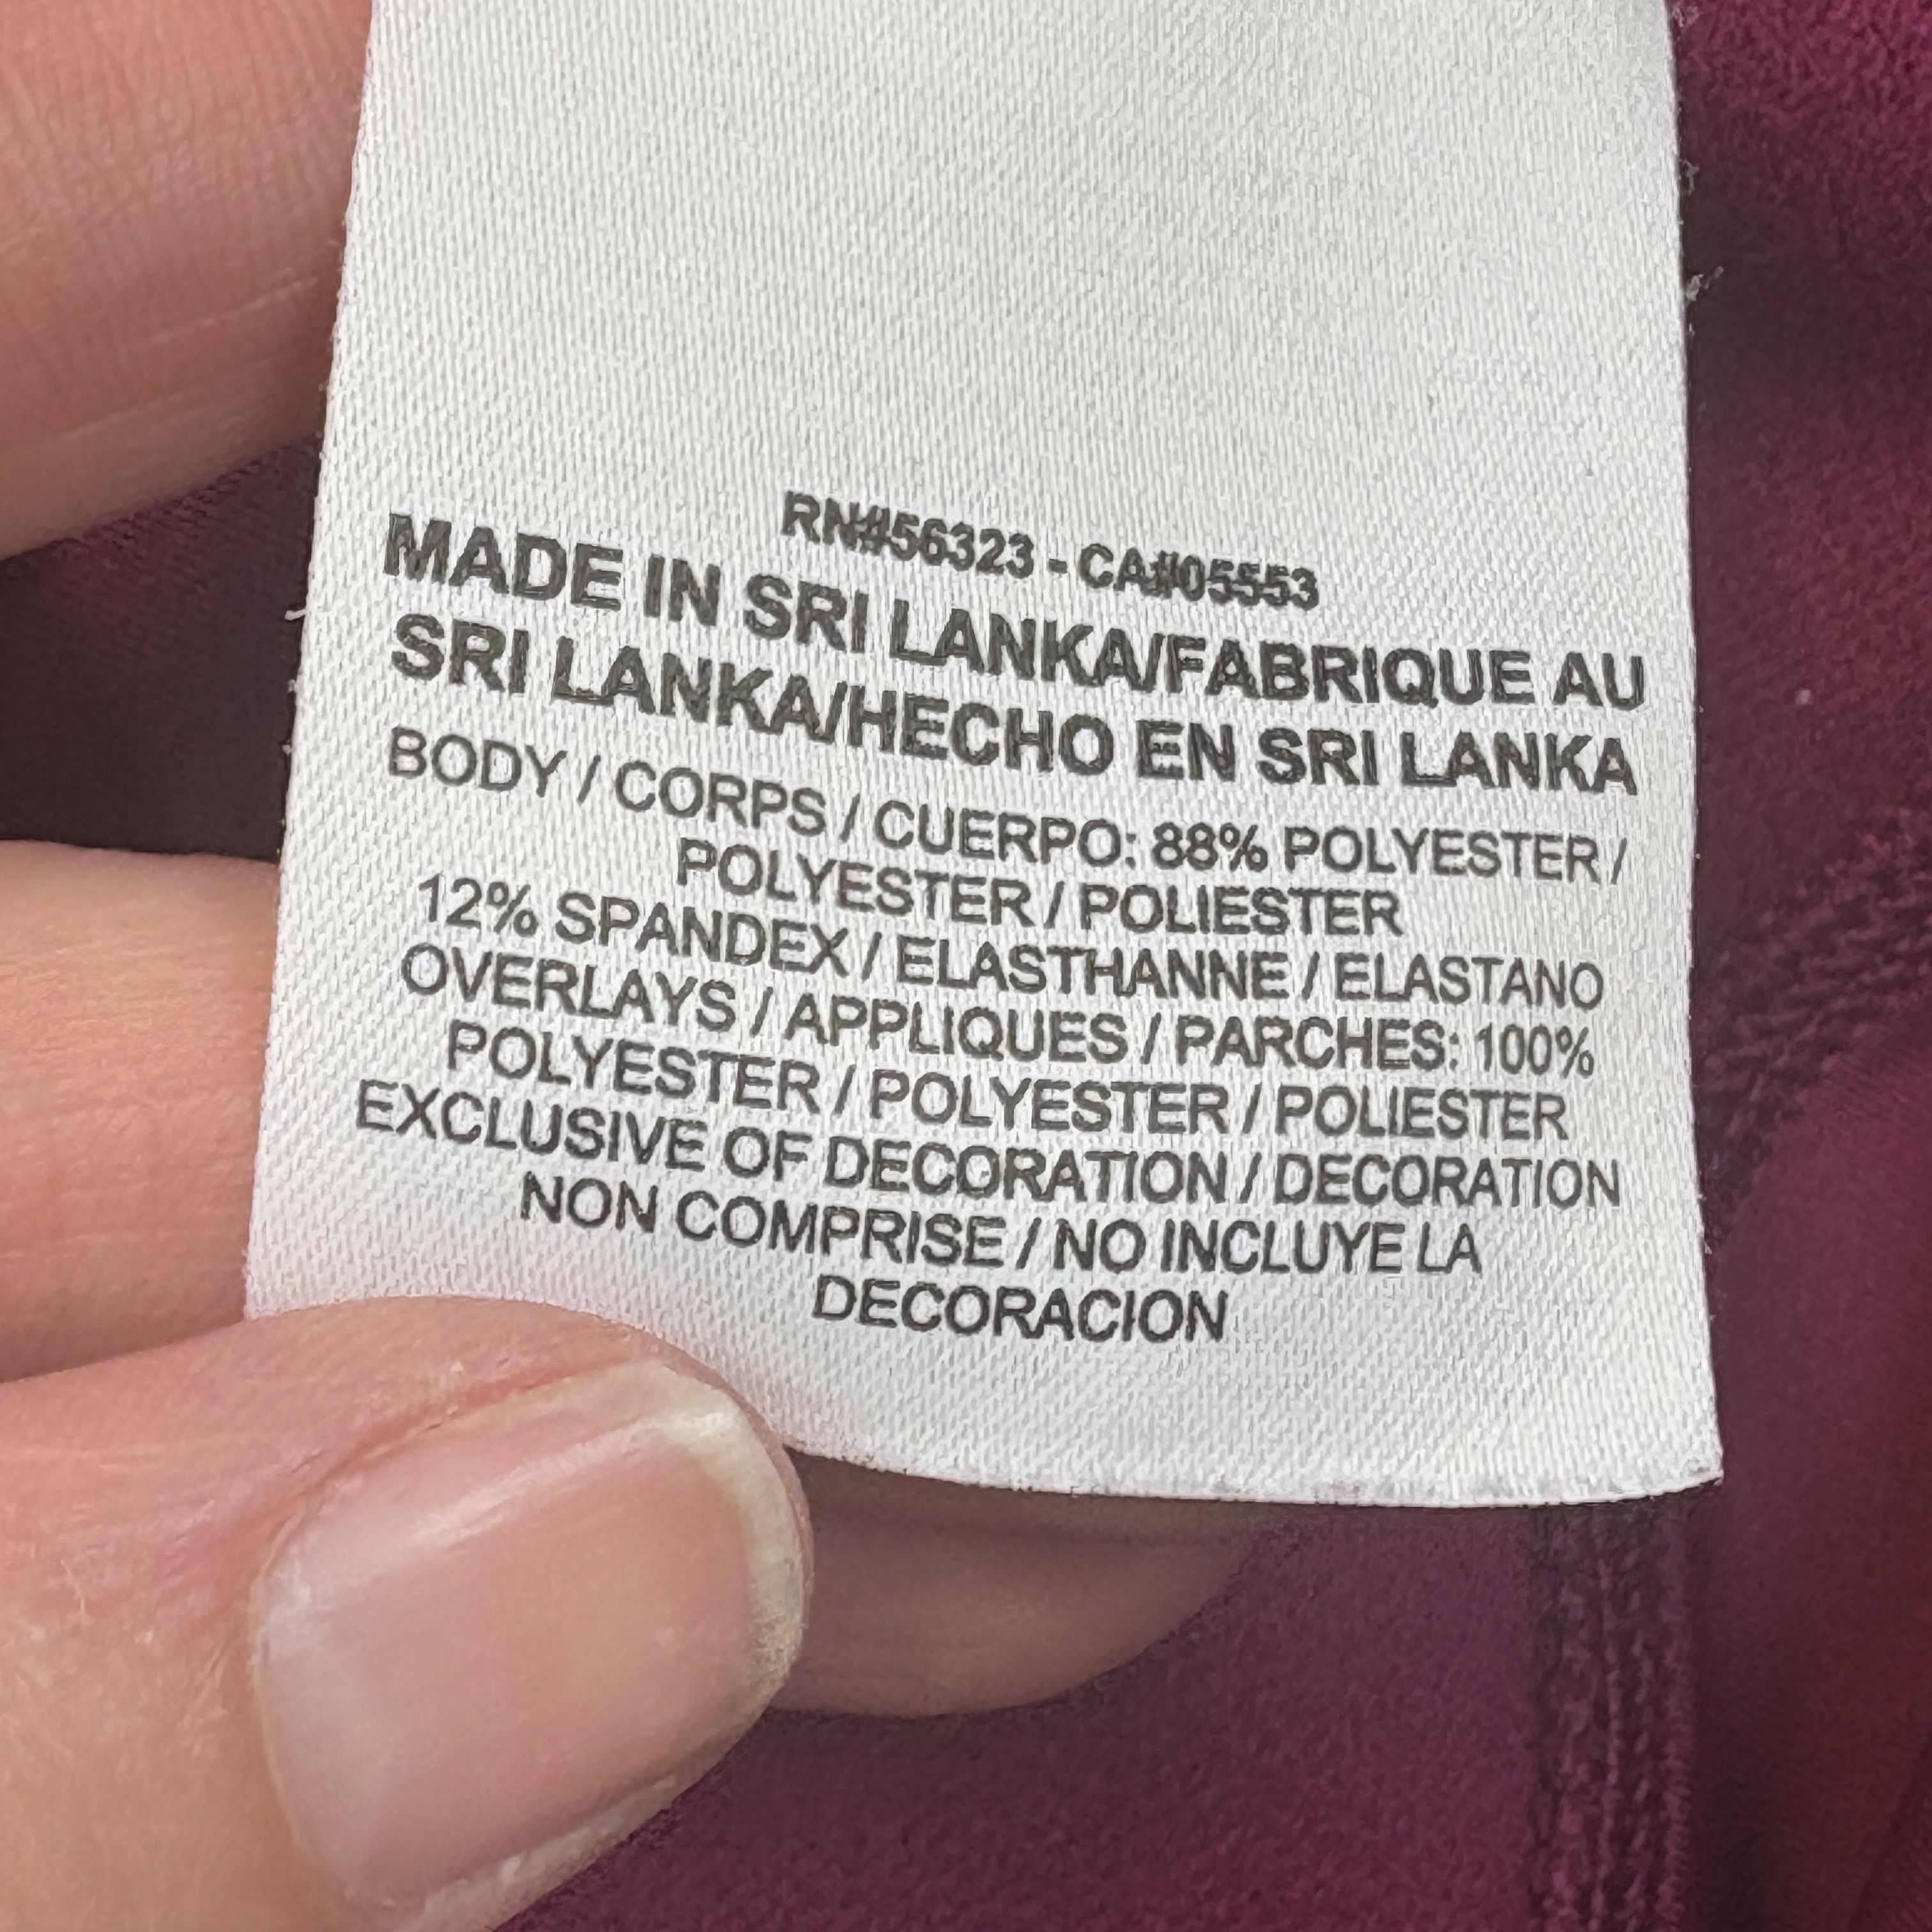 RN#56323 - CA#05553
MADE IN SRI LANKA/FABRIQUE AU
SRI LANKA/HECHO EN SRI LANKA
BODY / CORPS / CUERPO: 88% POLYESTER /
POLYESTER / POLIESTER
12% SPANDEX / ELASTHANNE / ELASTANO
OVERLAYS / APPLIQUES / PARCHES: 100%
POLYESTER / POLYESTER / POLIESTER
EXCLUSIVE OF DECORATION / DECORATION
NON COMPRISE / NO INCLUYE LA
DECORACION